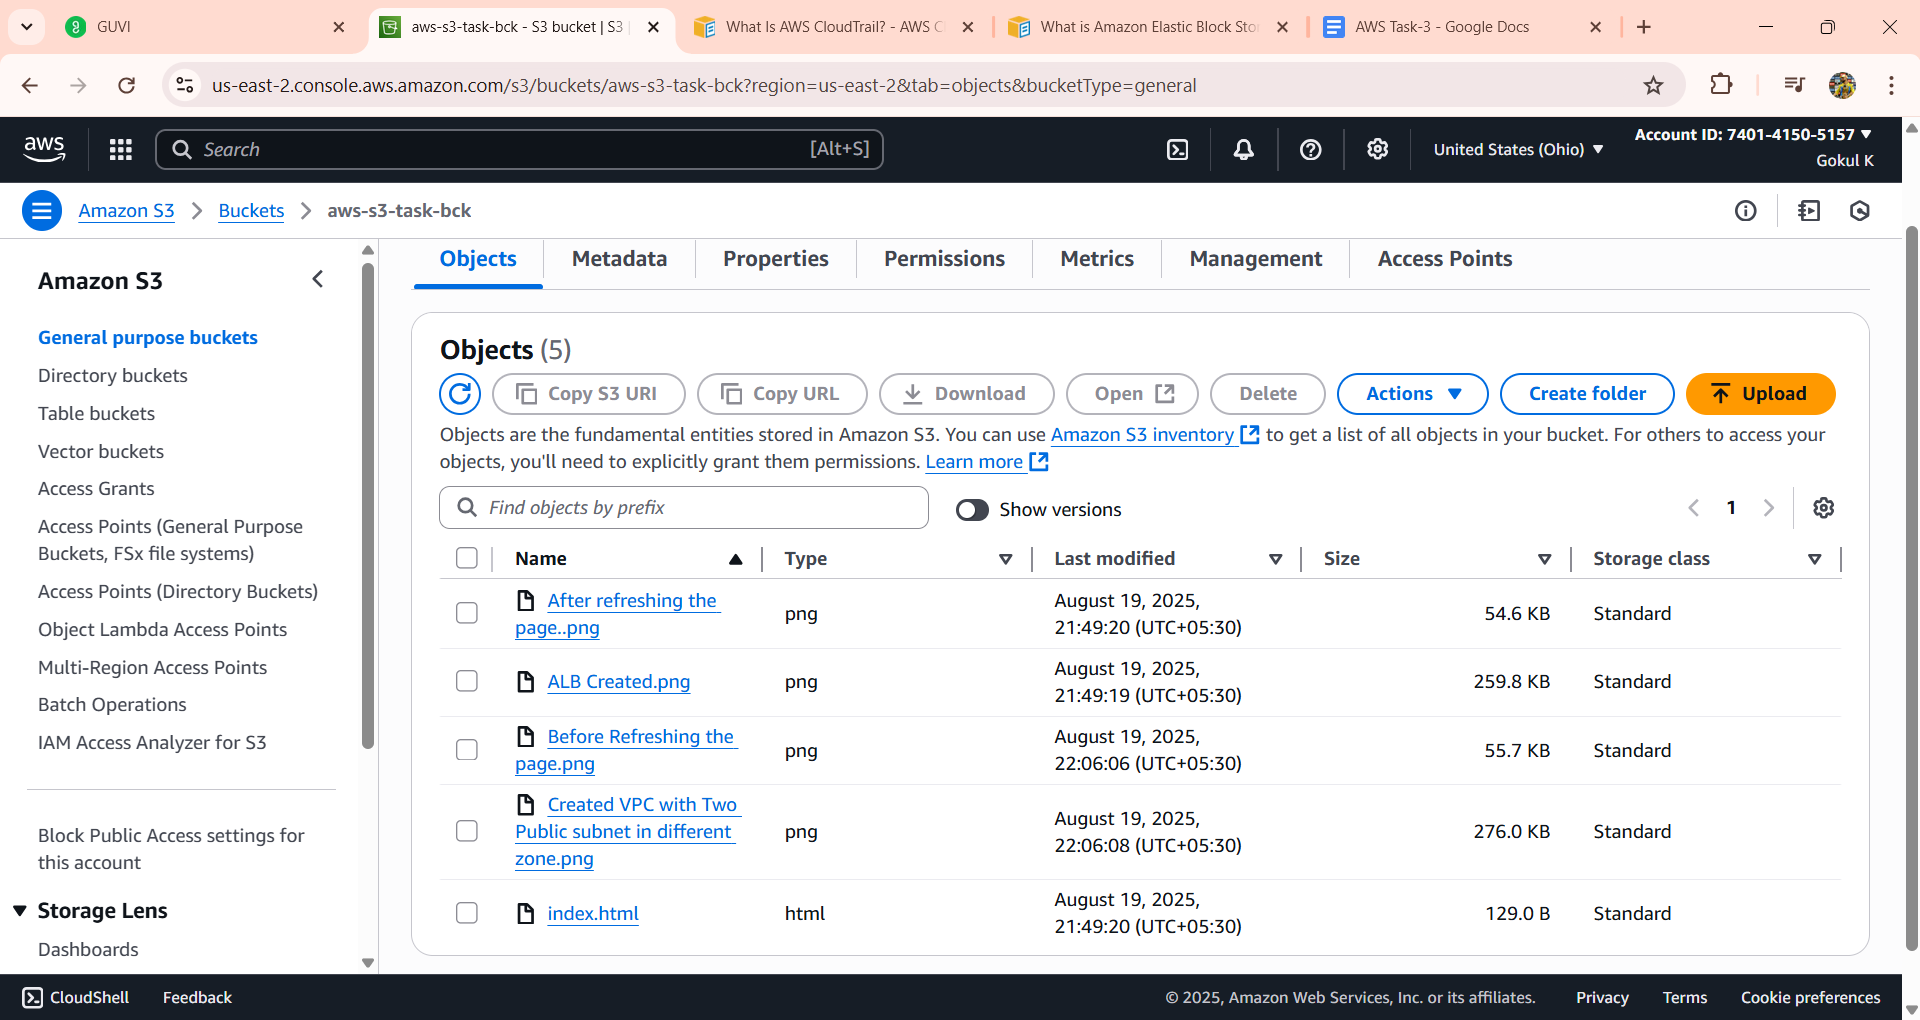 GUVI
aws-s3-task-bck - S3 bucket | S3
What Is AWS CloudTrail? - AWS C
What is Amazon Elastic Block Stor
AWS Task-3 - Google Docs
us-east-2.console.aws.amazon.com/s3/buckets/aws-s3-task-bck?region=us-east-2&tab=objects&bucketType=general
aws
Search
[Alt+S]
United States (Ohio)
Account ID: 7401-4150-5157
Gokul K
Amazon S3
Buckets
aws-s3-task-bck
Amazon S3
General purpose buckets
Directory buckets
Table buckets
Vector buckets
Access Grants
Access Points (General Purpose
Buckets, FSx file systems)
Access Points (Directory Buckets)
Object Lambda Access Points
Multi-Region Access Points
Batch Operations
IAM Access Analyzer for S3
Block Public Access settings for
this account
Storage Lens
Dashboards
Objects
Metadata
Properties
Permissions
Metrics
Management
Access Points
Objects (5)
Copy S3 URI
Copy URL
Download
Open
Delete
Actions
Create folder
Upload
Objects are the fundamental entities stored in Amazon S3. You can use Amazon S3 inventory to get a list of all objects in your bucket. For others to access your
objects, you'll need to explicitly grant them permissions. Learn more
Find objects by prefix
Show versions
1
Name
Type
Last modified
Size
Storage class
After refreshing the
page..png
png
August 19, 2025,
21:49:20 (UTC+05:30)
54.6 KB
Standard
ALB Created.png
png
August 19, 2025,
21:49:19 (UTC+05:30)
259.8 KB
Standard
Before Refreshing the
page.png
png
August 19, 2025,
22:06:06 (UTC+05:30)
55.7 KB
Standard
Created VPC with Two
Public subnet in different
zone.png
png
August 19, 2025,
22:06:08 (UTC+05:30)
276.0 KB
Standard
index.html
html
August 19, 2025,
21:49:20 (UTC+05:30)
129.0 B
Standard
CloudShell
Feedback
© 2025, Amazon Web Services, Inc. or its affiliates.
Privacy
Terms
Cookie preferences